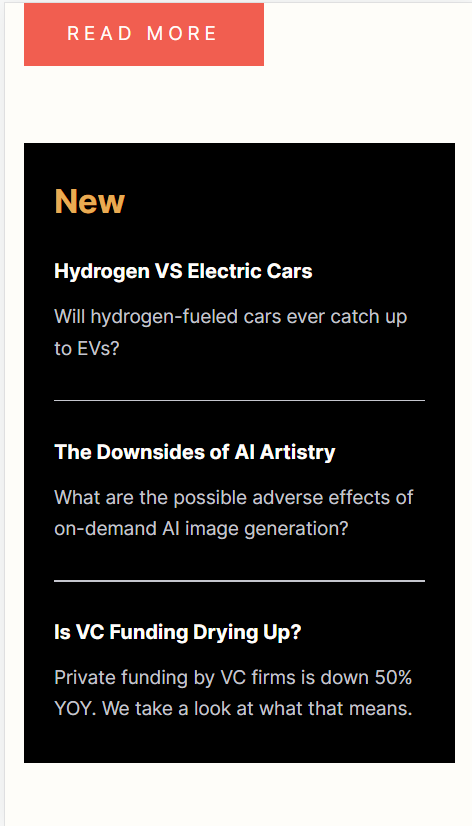 READ MORE
New
Hydrogen VS Electric Cars
Will hydrogen-fueled cars ever catch up
to EVs?
The Downsides of AI Artistry
What are the possible adverse effects of
on-demand AI image generation?
Is VC Funding Drying Up?
Private funding by VC firms is down 50%
YOY. We take a look at what that means.